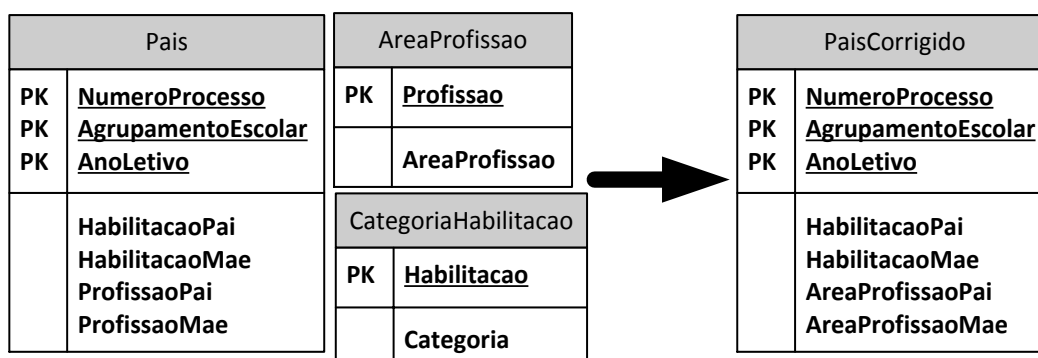 Pais
PK NumeroProcesso
PK AgrupamentoEscolar
PK AnoLetivo
HabilitacaoPai
HabilitacaoMae
ProfissaoPai
ProfissaoMae
AreaProfissao
PK Profissao
AreaProfissao
CategoriaHabilitacao
PK Habilitacao
Categoria
PaisCorrigido
PK NumeroProcesso
PK AgrupamentoEscolar
PK AnoLetivo
HabilitacaoPai
HabilitacaoMae
AreaProfissaoPai
AreaProfissaoMae